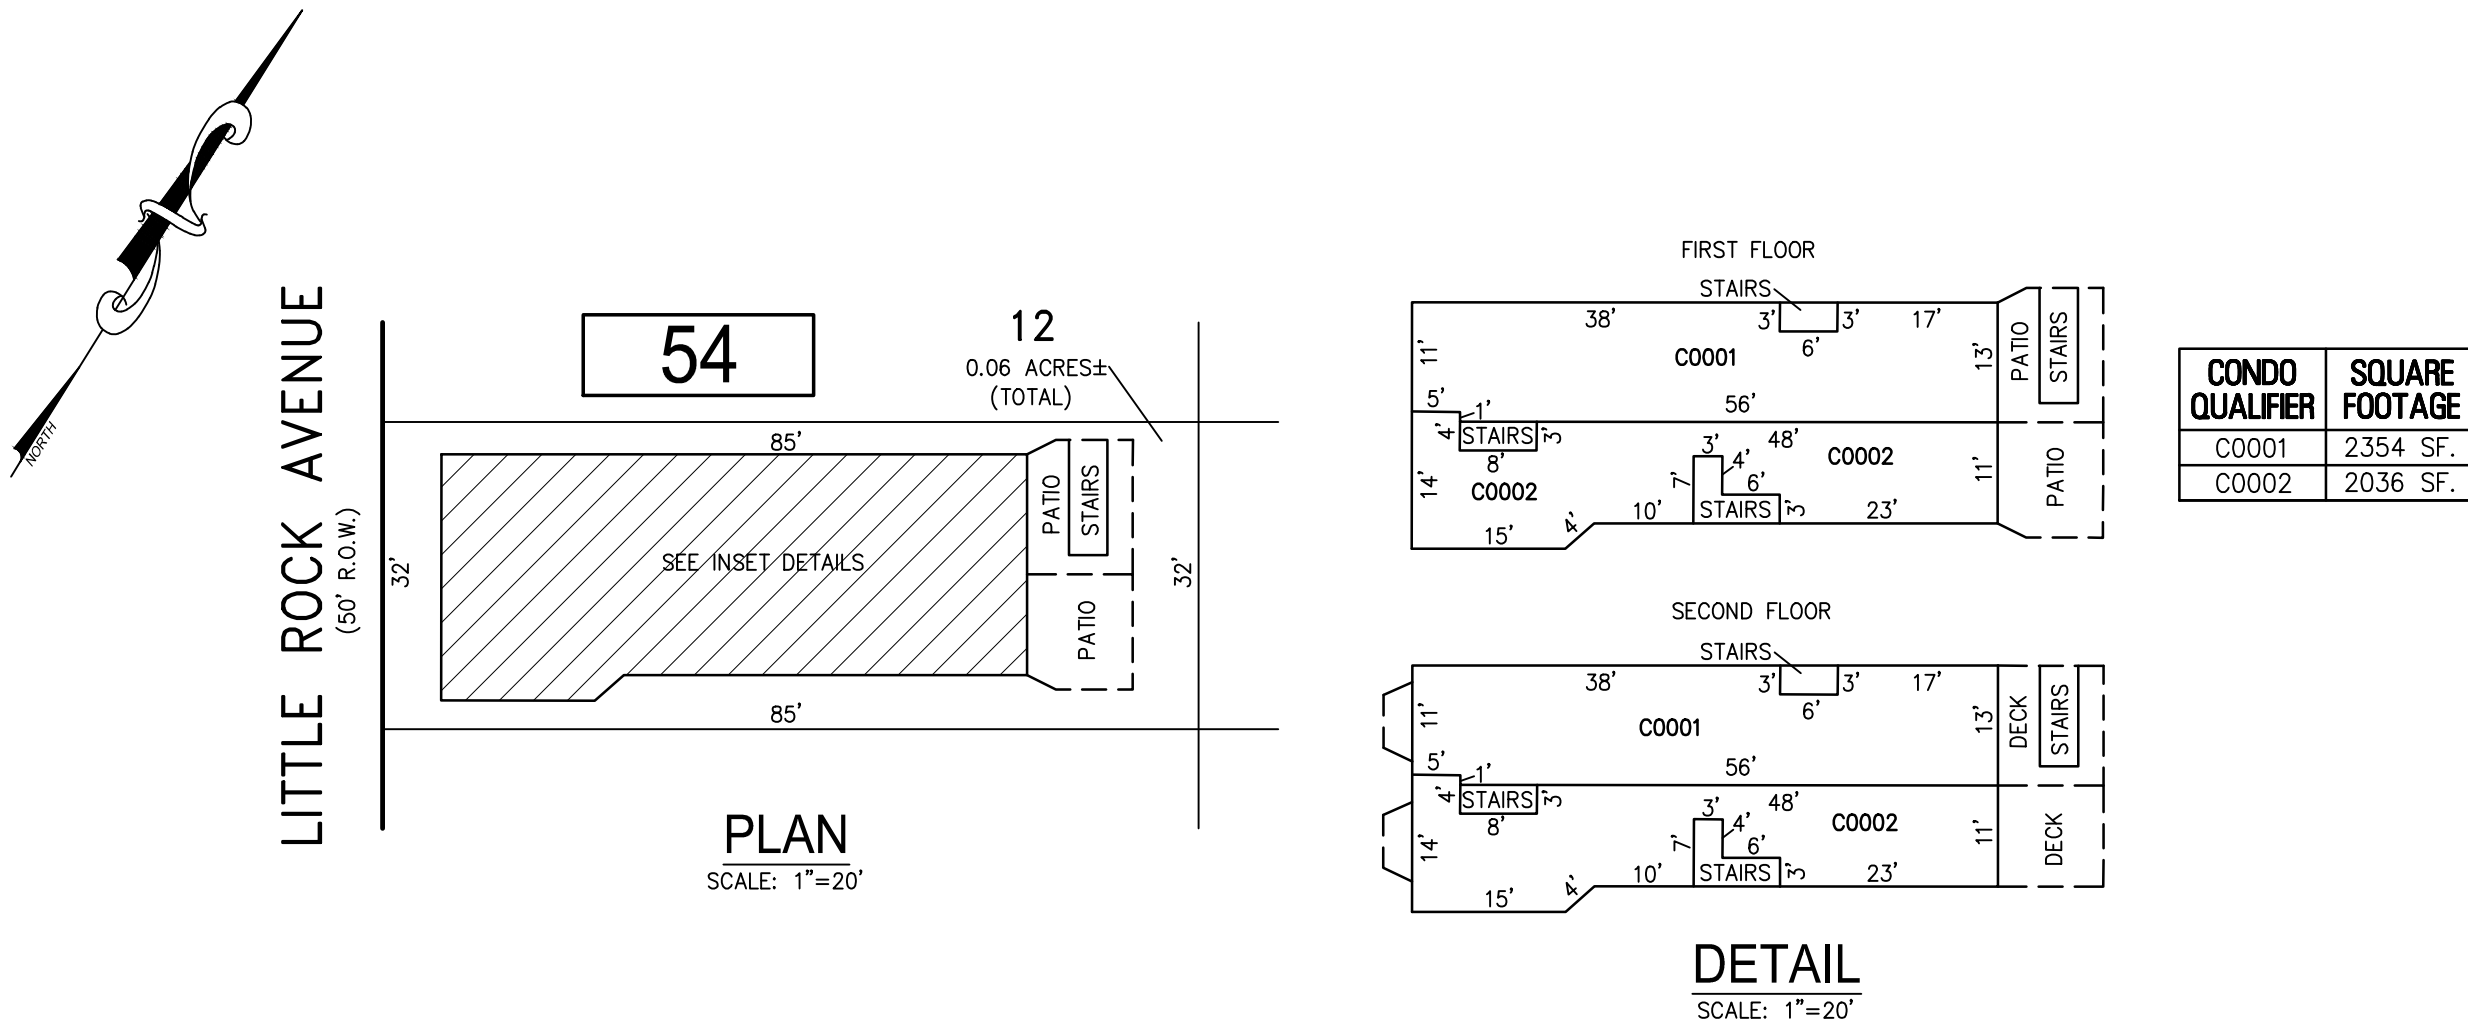 NORTH
LITTLE ROCK AVENUE
(50' R.O.W.)
54
12
0.06 ACRES±
(TOTAL)
85'
32'
SEE INSET DETAILS
PATIO
STAIRS
PATIO
32'
85'
PLAN
SCALE: 1"=20'
FIRST FLOOR
STAIRS
38'
3'
3'
17'
6'
11'
C0001
13'
PATIO
STAIRS
5'
1'
56'
4'
STAIRS
3'
8'
3'
48'
4'
C0002
14'
C0002
7'
6'
11'
PATIO
STAIRS
3'
10'
23'
15'
4'
SECOND FLOOR
STAIRS
38'
3'
3'
17'
6'
11'
C0001
13'
DECK
STAIRS
5'
1'
56'
4'
STAIRS
3'
8'
3'
48'
4'
C0002
14'
7'
6'
11'
DECK
STAIRS
3'
10'
23'
15'
4'
DETAIL
SCALE: 1"=20'
CONDO QUALIFIER SQUARE FOOTAGE
C0001 2354 SF.
C0002 2036 SF.